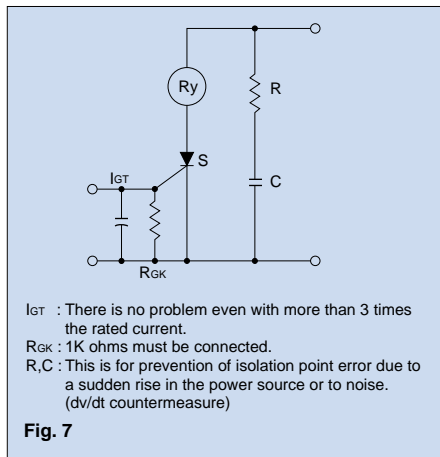 Ry
R
S
IGT
C
RGK
IGT : There is no problem even with more than 3 times
the rated current.
RGK : 1K ohms must be connected.
R,C : This is for prevention of isolation point error due to
a sudden rise in the power source or to noise.
(dv/dt countermeasure)
Fig. 7